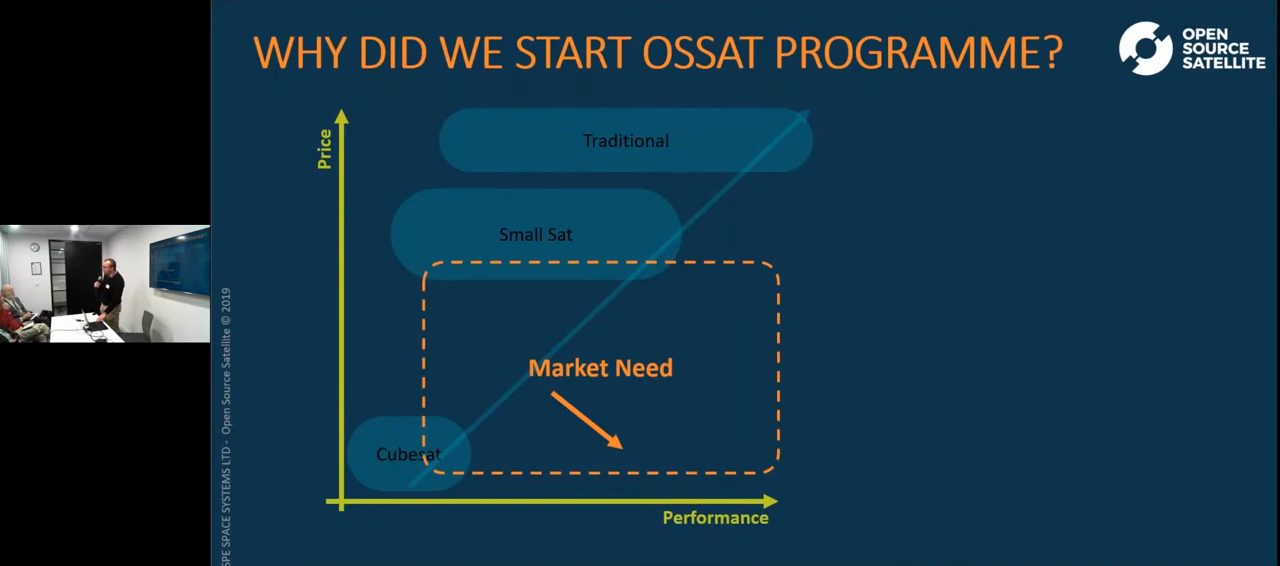 WHY DID WE START OSSAT PROGRAMME?
OPEN
SOURCE
SATELLITE
Price
Traditional
Small Sat
Market Need
Cubesat
Performance
SPE SPACE SYSTEMS LTD - Open Source Satellite © 2019